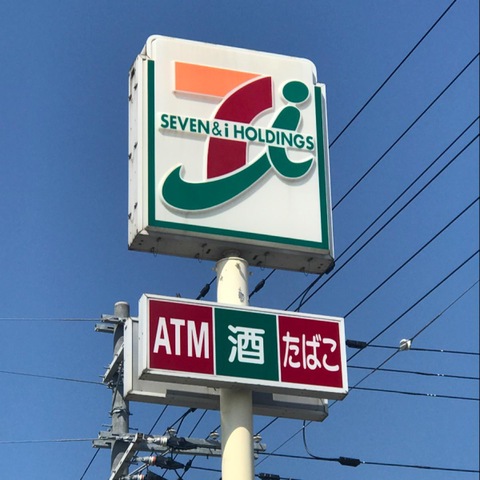 SEVEN & i HOLDINGS
ATM 酒 たばこ